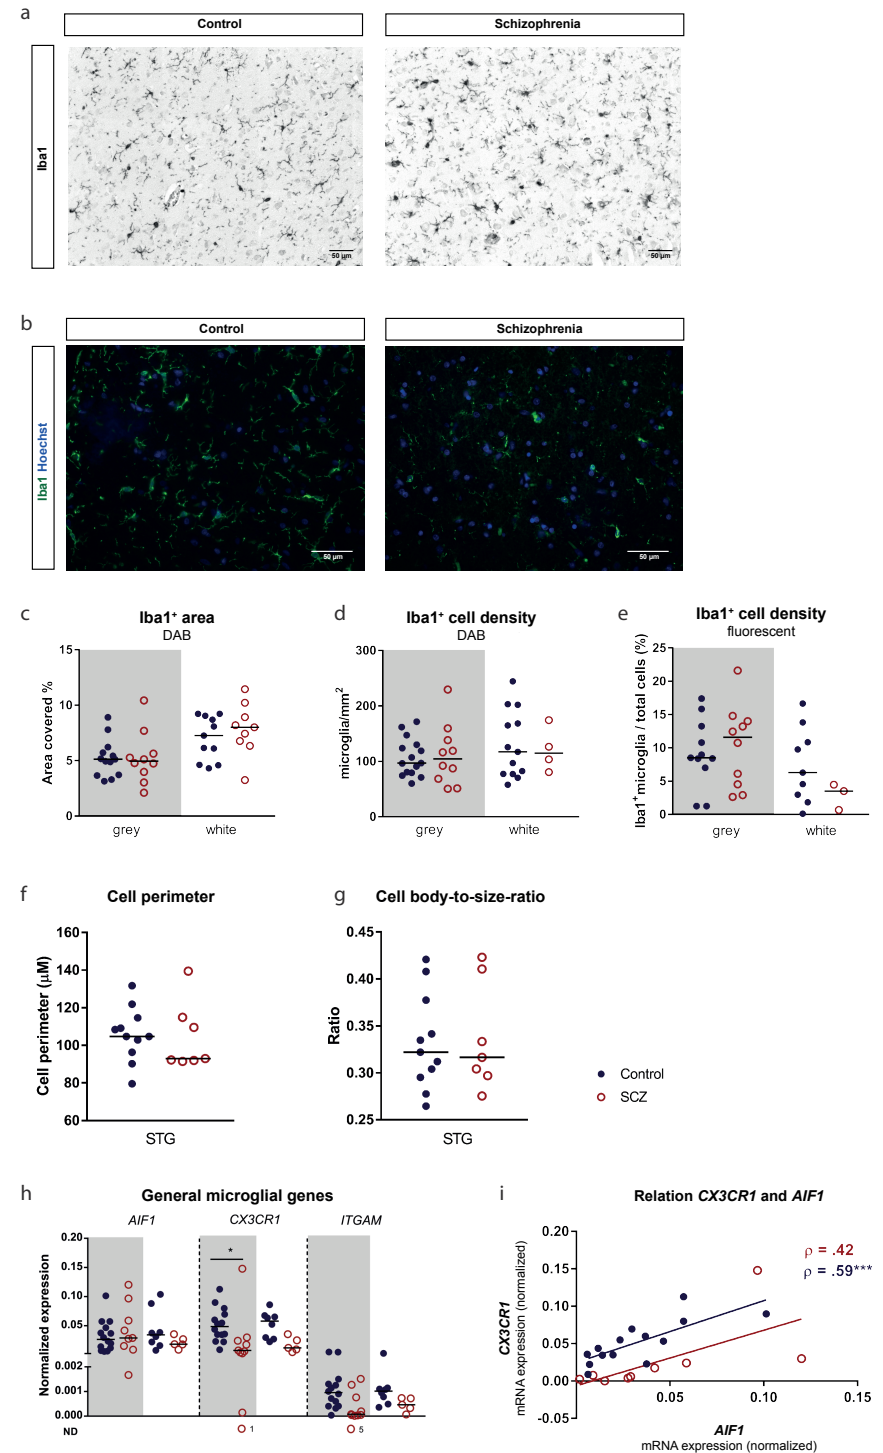 a
Control
Schizophrenia
Iba1
50 µm
50 µm
b
Control
Schizophrenia
Iba1 Hoechst
50 µm
50 µm
c
Iba1+ area
DAB
Area covered %
15
10
5
0
grey
white
d
Iba1+ cell density
DAB
microglia/mm2
300
200
100
0
grey
white
e
Iba1+ cell density
fluorescent
Iba1+microglia / total cells (%)
25
20
15
10
5
0
grey
white
f
Cell perimeter
Cell perimeter (µM)
160
140
120
100
80
60
STG
g
Cell body-to-size-ratio
Ratio
0.45
0.40
0.35
0.30
0.25
STG
Control
SCZ
h
General microglial genes
AIF1
CX3CR1
ITGAM
Normalized expression
0.20
0.15
0.10
0.05
0.002
0.001
0.000
ND
*
1
5
i
Relation CX3CR1 and AIF1
CX3CR1
mRNA expression (normalized)
0.20
0.15
0.10
0.05
0.00
-0.05
ρ = .42
ρ = .59***
0.05
0.10
0.15
AIF1
mRNA expression (normalized)